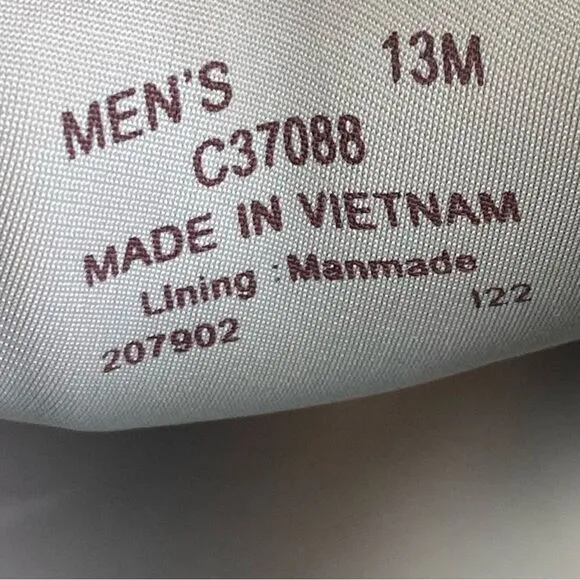 MEN'S 13M
C37088
MADE IN VIETNAM
Lining : Manmade
207902 122